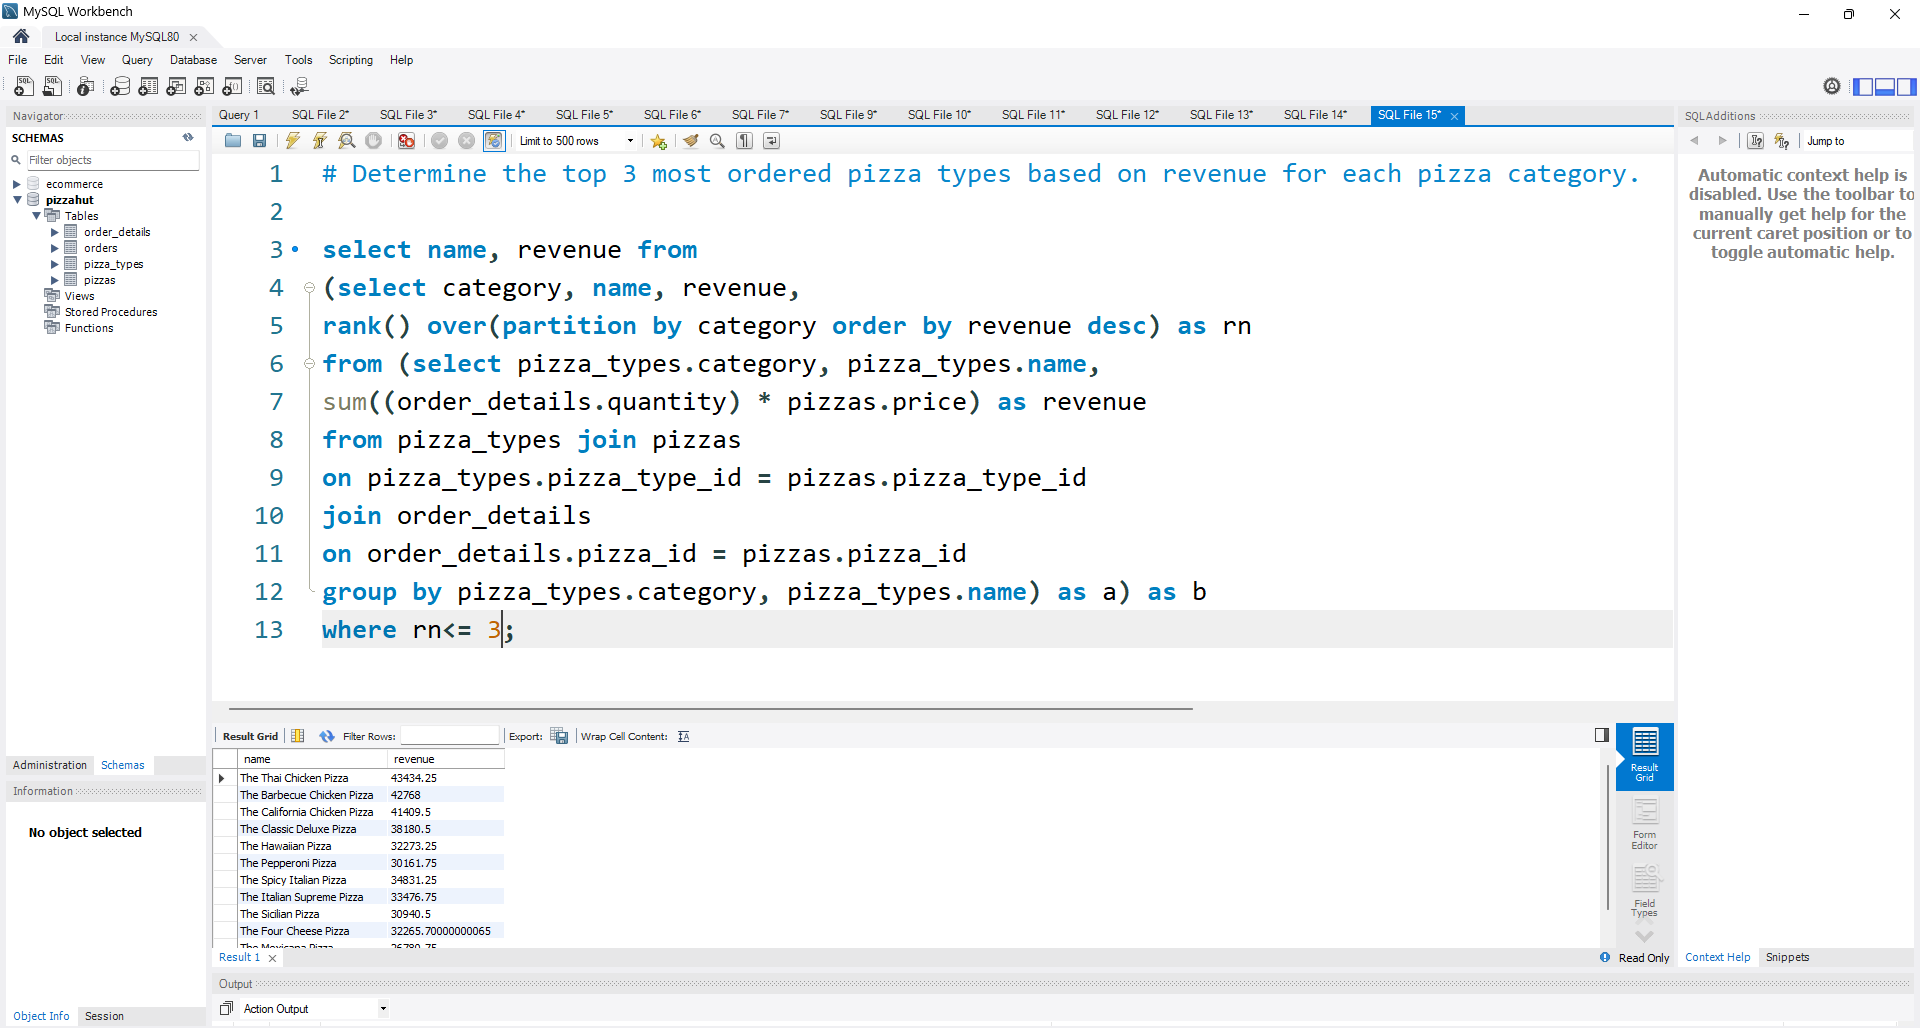 MySQL Workbench
Local instance MySQL80
File Edit View Query Database Server Tools Scripting Help
Navigator
SCHEMAS
Filter objects
ecommerce
pizzahut
Tables
order_details
orders
pizza_types
pizzas
Views
Stored Procedures
Functions
Administration Schemas
Information
No object selected
Object Info Session
Query 1 SQL File 2* SQL File 3* SQL File 4* SQL File 5* SQL File 6* SQL File 7* SQL File 9* SQL File 10* SQL File 11* SQL File 12* SQL File 13* SQL File 14* SQL File 15*
Limit to 500 rows
1 # Determine the top 3 most ordered pizza types based on revenue for each pizza category.
2
3 select name, revenue from
4 (select category, name, revenue,
5 rank() over(partition by category order by revenue desc) as rn
6 from (select pizza_types.category, pizza_types.name,
7 sum((order_details.quantity) * pizzas.price) as revenue
8 from pizza_types join pizzas
9 on pizza_types.pizza_type_id = pizzas.pizza_type_id
10 join order_details
11 on order_details.pizza_id = pizzas.pizza_id
12 group by pizza_types.category, pizza_types.name) as a) as b
13 where rn<= 3;
Result Grid Filter Rows: Export: Wrap Cell Content:
name revenue
The Thai Chicken Pizza 43434.25
The Barbecue Chicken Pizza 42768
The California Chicken Pizza 41409.5
The Classic Deluxe Pizza 38180.5
The Hawaiian Pizza 32273.25
The Pepperoni Pizza 30161.75
The Spicy Italian Pizza 34831.25
The Italian Supreme Pizza 33476.75
The Sicilian Pizza 30940.5
The Four Cheese Pizza 32265.70000000065
The Mexicana Pizza 26780.75
Result Grid
Form Editor
Field Types
Result 1
Read Only
Output
Action Output
SQLAdditions
Jump to
Automatic context help is
disabled. Use the toolbar to
manually get help for the
current caret position or to
toggle automatic help.
Context Help Snippets